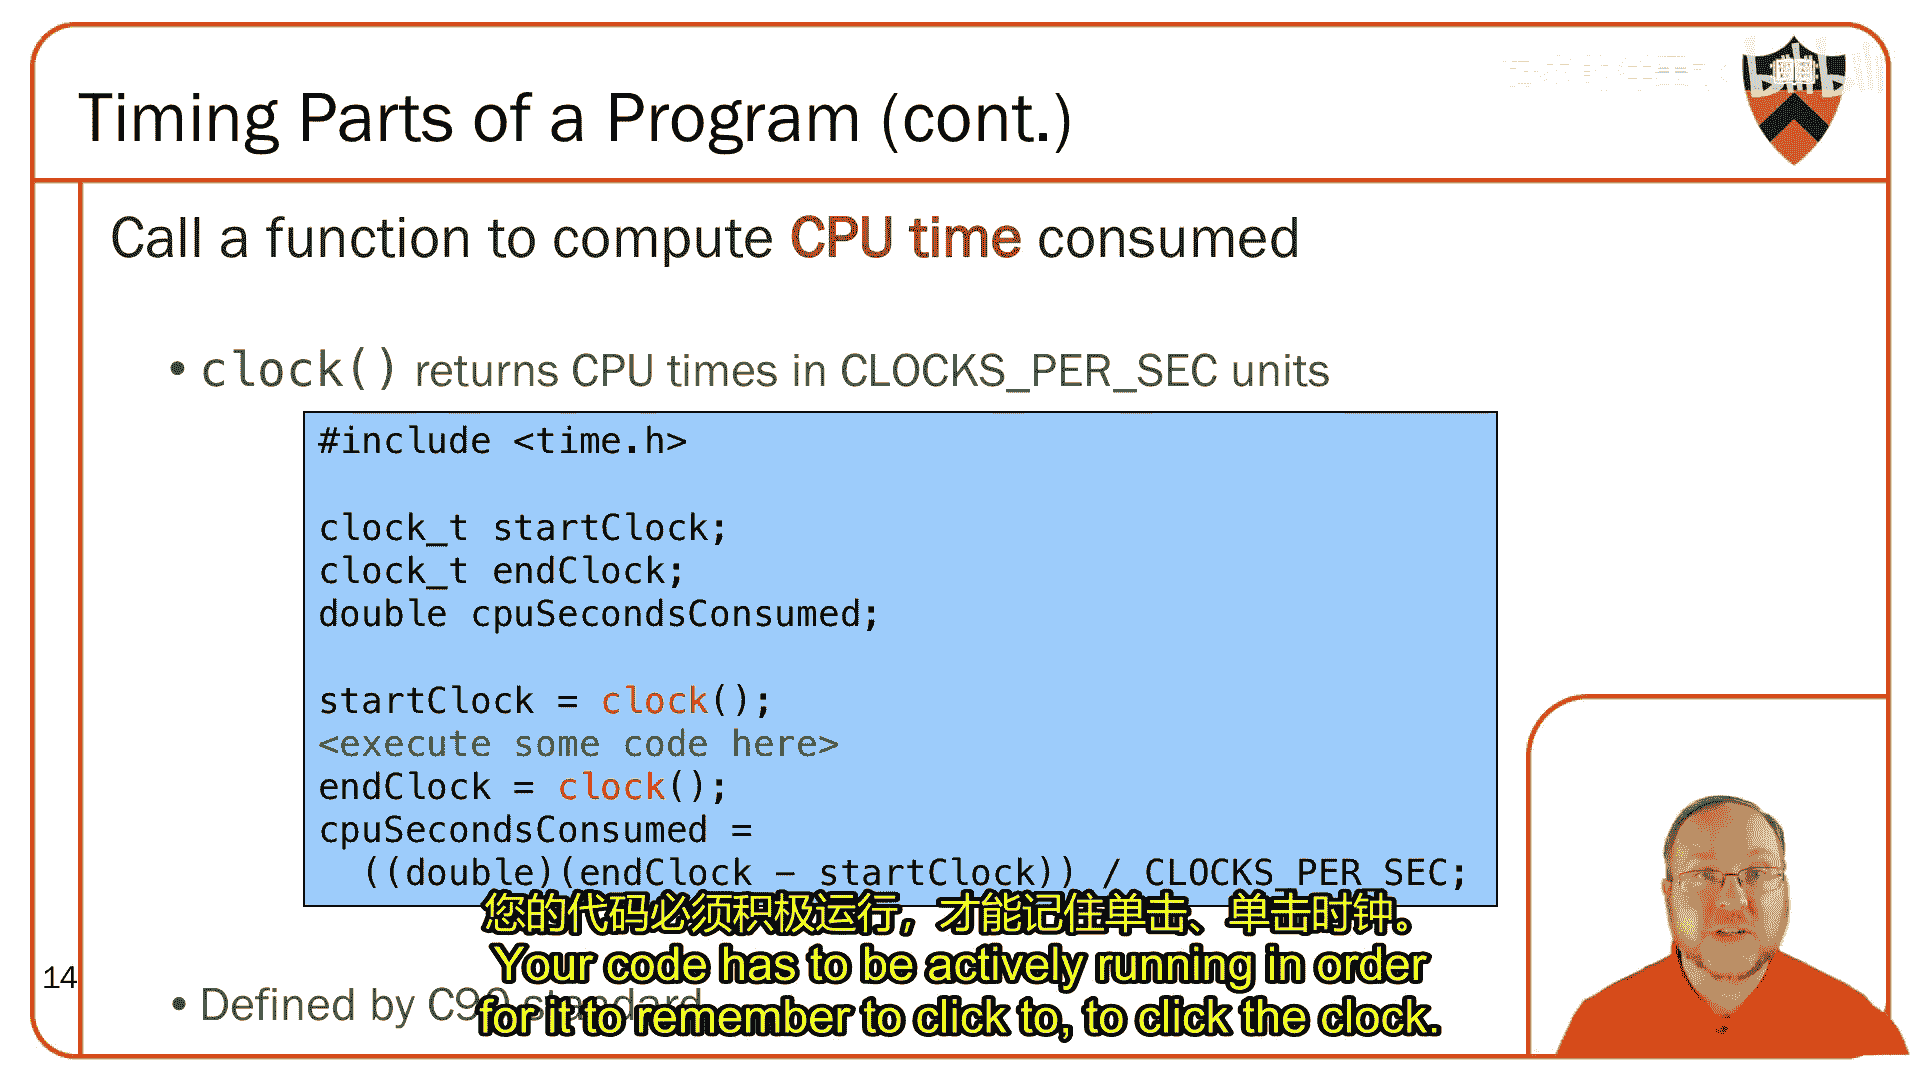 Timing Parts of a Program (cont.)
Call a function to compute CPU time consumed
• clock() returns CPU times in CLOCKS_PER_SEC units
#include <time.h>
clock_t startClock;
clock_t endClock;
double cpuSecondsConsumed;
startClock = clock();
<execute some code here>
endClock = clock();
cpuSecondsConsumed =
((double)(endClock – startClock)) / CLOCKS_PER_SEC;
您的代码必须积极运行，才能记住单击、单击时钟。
Your code has to be actively running in order
for it to remember to click to, to click the clock.
14
• Defined by C99 standard
bilibili